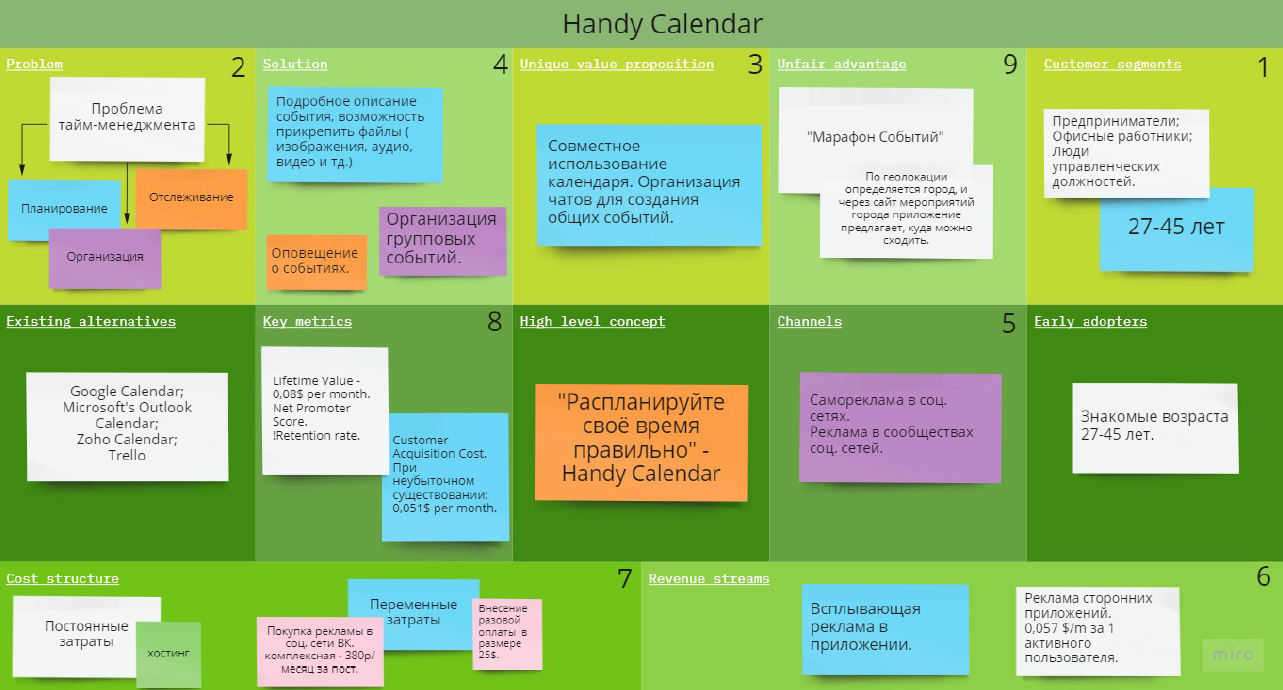 Handy Calendar
Problem
2
Проблема
тайм-менеджмента
Планирование
Отслеживание
Организация
Solution
4
Подробное описание
события, возможность
прикрепить файлы (
изображения, аудио,
видео и тд.)
Организация
групповых
событий.
Оповещение
о событиях.
Unique value proposition
3
Совместное
использование
календаря. Организация
чатов для создания
общих событий.
Unfair advantage
9
"Марафон Событий"
По геолокации
определяется город, и
через сайт мероприятий
города приложение
предлагает, куда можно
сходить.
Customer segments
1
Предприниматели;
Офисные работники;
Люди
управленческих
должностей.
27-45 лет
Existing alternatives
Google Calendar;
Microsoft's Outlook
Calendar;
Zoho Calendar;
Trello
Key metrics
8
Lifetime Value -
0,08$ per month.
Net Promoter
Score.
!Retention rate.
Customer
Acquisition Cost.
При
неубыточном
существовании:
0,051$ per month.
High level concept
"Распланируйте
своё время
правильно" -
Handy Calendar
Channels
5
Самореклама в соц.
сетях.
Реклама в сообществах
соц. сетей.
Early adopters
Знакомые возраста
27-45 лет.
Cost structure
7
Постоянные
затраты
хостинг
Переменные
затраты
Покупка рекламы в
соц. сети ВК.
комплексная - 380р/
месяц за пост.
Внесение
разовой
оплаты в
размере
25$.
Revenue streams
6
Всплывающая
реклама в
приложении.
Реклама сторонних
приложений.
0,057 $/m за 1
активного
пользователя.
miro